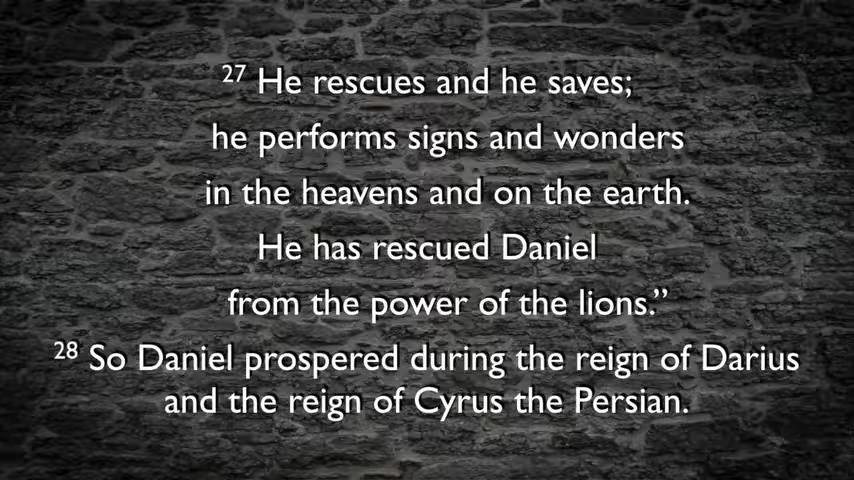 27 He rescues and he saves;
he performs signs and wonders
in the heavens and on the earth.
He has rescued Daniel
from the power of the lions.”
28 So Daniel prospered during the reign of Darius
and the reign of Cyrus the Persian.